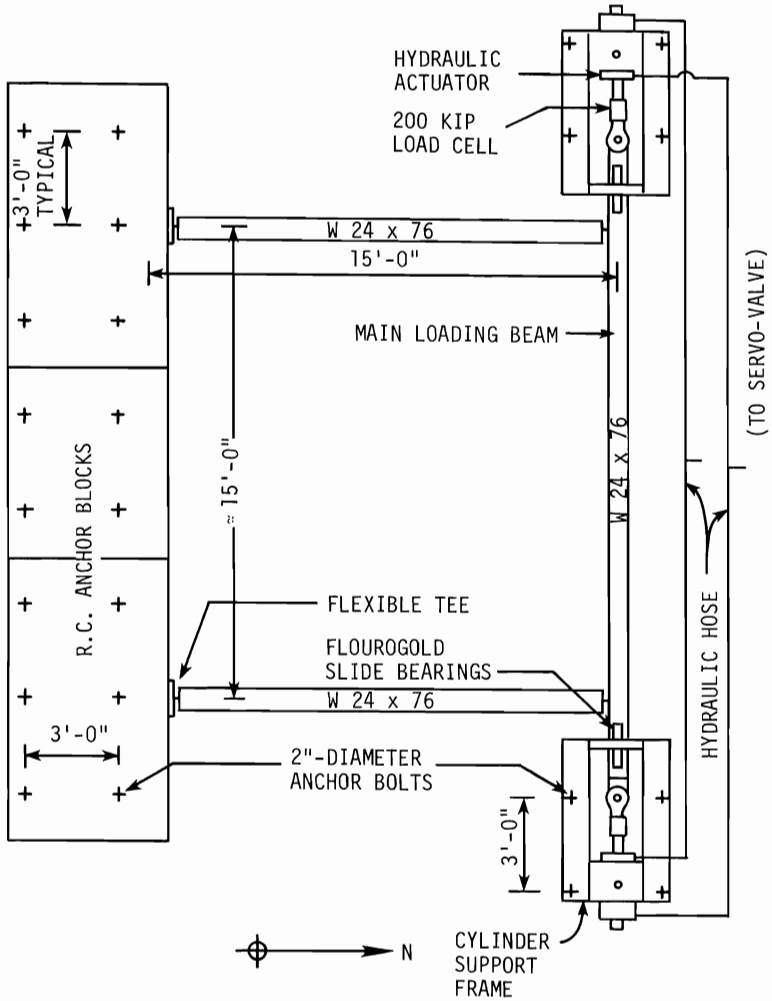 HYDRAULIC
ACTUATOR
200 KIP
LOAD CELL
3'-0"
TYPICAL
W 24 x 76
15'-0"
MAIN LOADING BEAM
(TO SERVO-VALVE)
≈ 15'-0"
W 24 x 76
R.C. ANCHOR BLOCKS
FLEXIBLE TEE
FLOUROGOLD
SLIDE BEARINGS
HYDRAULIC HOSE
W 24 x 76
3'-0"
2"-DIAMETER
ANCHOR BOLTS
3'-0"
N
CYLINDER
SUPPORT
FRAME